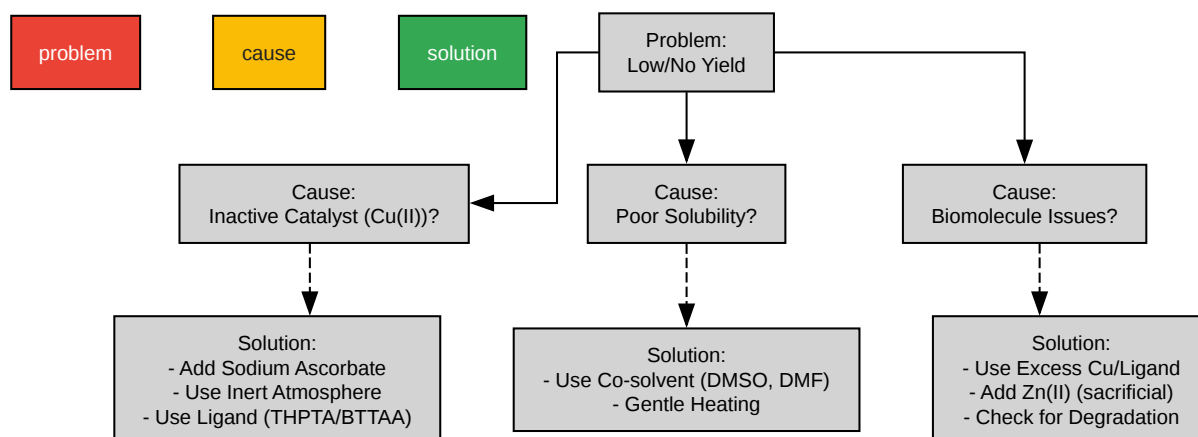 problem
cause
solution
Problem:
Low/No Yield
Cause:
Inactive Catalyst (Cu(II))?
Cause:
Poor Solubility?
Cause:
Biomolecule Issues?
Solution:
- Add Sodium Ascorbate
- Use Inert Atmosphere
- Use Ligand (THPTA/BTTAA)
Solution:
- Use Co-solvent (DMSO, DMF)
- Gentle Heating
Solution:
- Use Excess Cu/Ligand
- Add Zn(II) (sacrificial)
- Check for Degradation